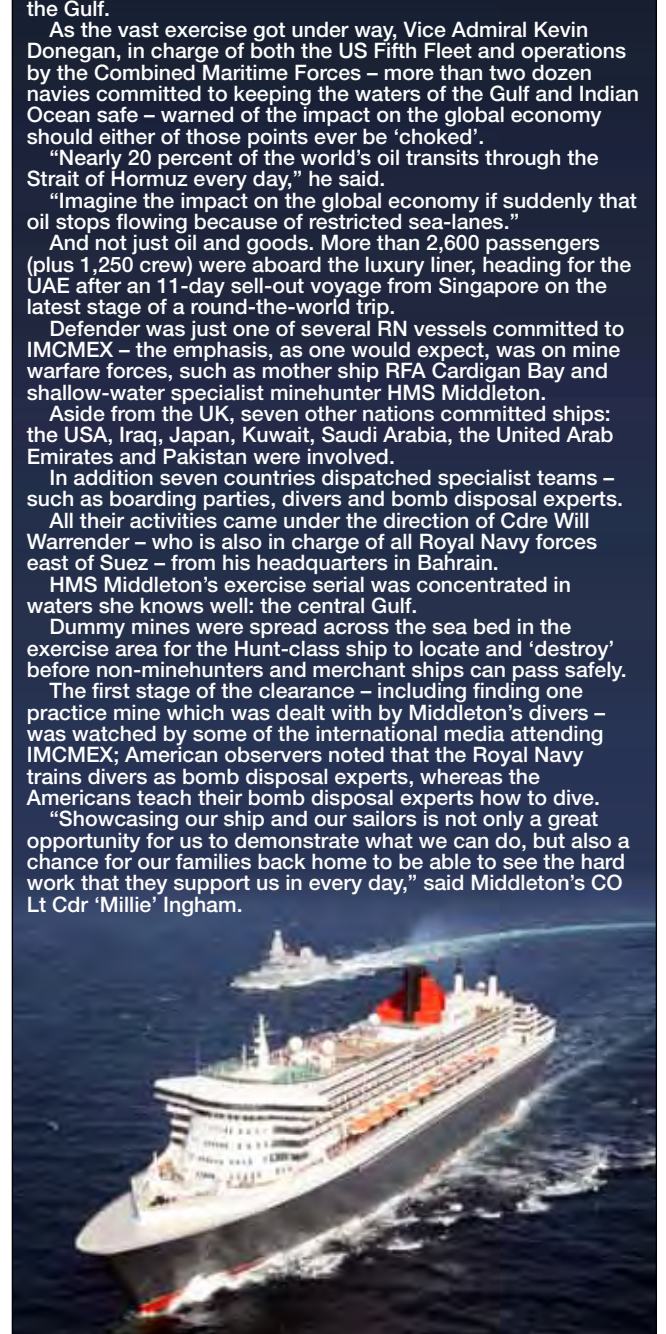 the Gulf.
As the vast exercise got under way, Vice Admiral Kevin
Donegan, in charge of both the US Fifth Fleet and operations
by the Combined Maritime Forces – more than two dozen
navies committed to keeping the waters of the Gulf and Indian
Ocean safe – warned of the impact on the global economy
should either of those points ever be ‘choked’.
“Nearly 20 percent of the world’s oil transits through the
Strait of Hormuz every day,” he said.
“Imagine the impact on the global economy if suddenly that
oil stops flowing because of restricted sea-lanes.”
And not just oil and goods. More than 2,600 passengers
(plus 1,250 crew) were aboard the luxury liner, heading for the
UAE after an 11-day sell-out voyage from Singapore on the
latest stage of a round-the-world trip.
Defender was just one of several RN vessels committed to
IMCMEX – the emphasis, as one would expect, was on mine
warfare forces, such as mother ship RFA Cardigan Bay and
shallow-water specialist minehunter HMS Middleton.
Aside from the UK, seven other nations committed ships:
the USA, Iraq, Japan, Kuwait, Saudi Arabia, the United Arab
Emirates and Pakistan were involved.
In addition seven countries dispatched specialist teams –
such as boarding parties, divers and bomb disposal experts.
All their activities came under the direction of Cdre Will
Warrender – who is also in charge of all Royal Navy forces
east of Suez – from his headquarters in Bahrain.
HMS Middleton’s exercise serial was concentrated in
waters she knows well: the central Gulf.
Dummy mines were spread across the sea bed in the
exercise area for the Hunt-class ship to locate and ‘destroy’
before non-minehunters and merchant ships can pass safely.
The first stage of the clearance – including finding one
practice mine which was dealt with by Middleton’s divers –
was watched by some of the international media attending
IMCMEX; American observers noted that the Royal Navy
trains divers as bomb disposal experts, whereas the
Americans teach their bomb disposal experts how to dive.
“Showcasing our ship and our sailors is not only a great
opportunity for us to demonstrate what we can do, but also a
chance for our families back home to be able to see the hard
work that they support us in every day,” said Middleton’s CO
Lt Cdr ‘Millie’ Ingham.